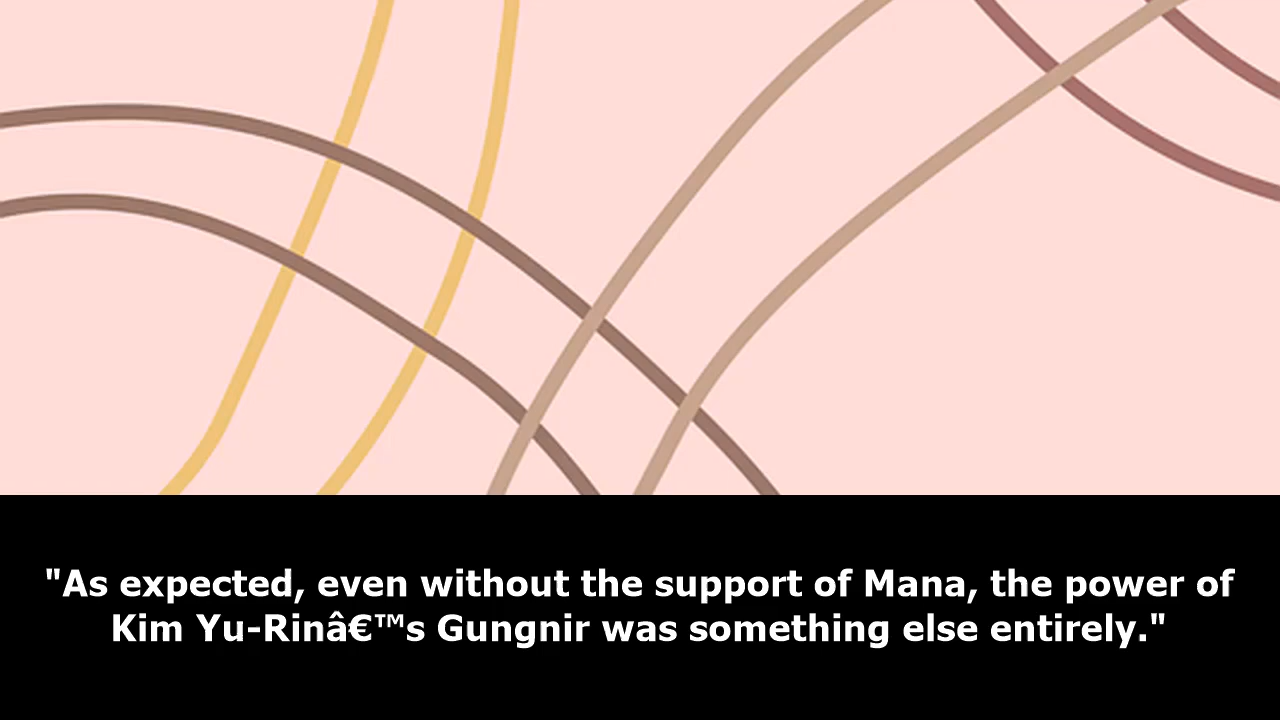 "As expected, even without the support of Mana, the power of
Kim Yu-Rinâ€™s Gungnir was something else entirely."